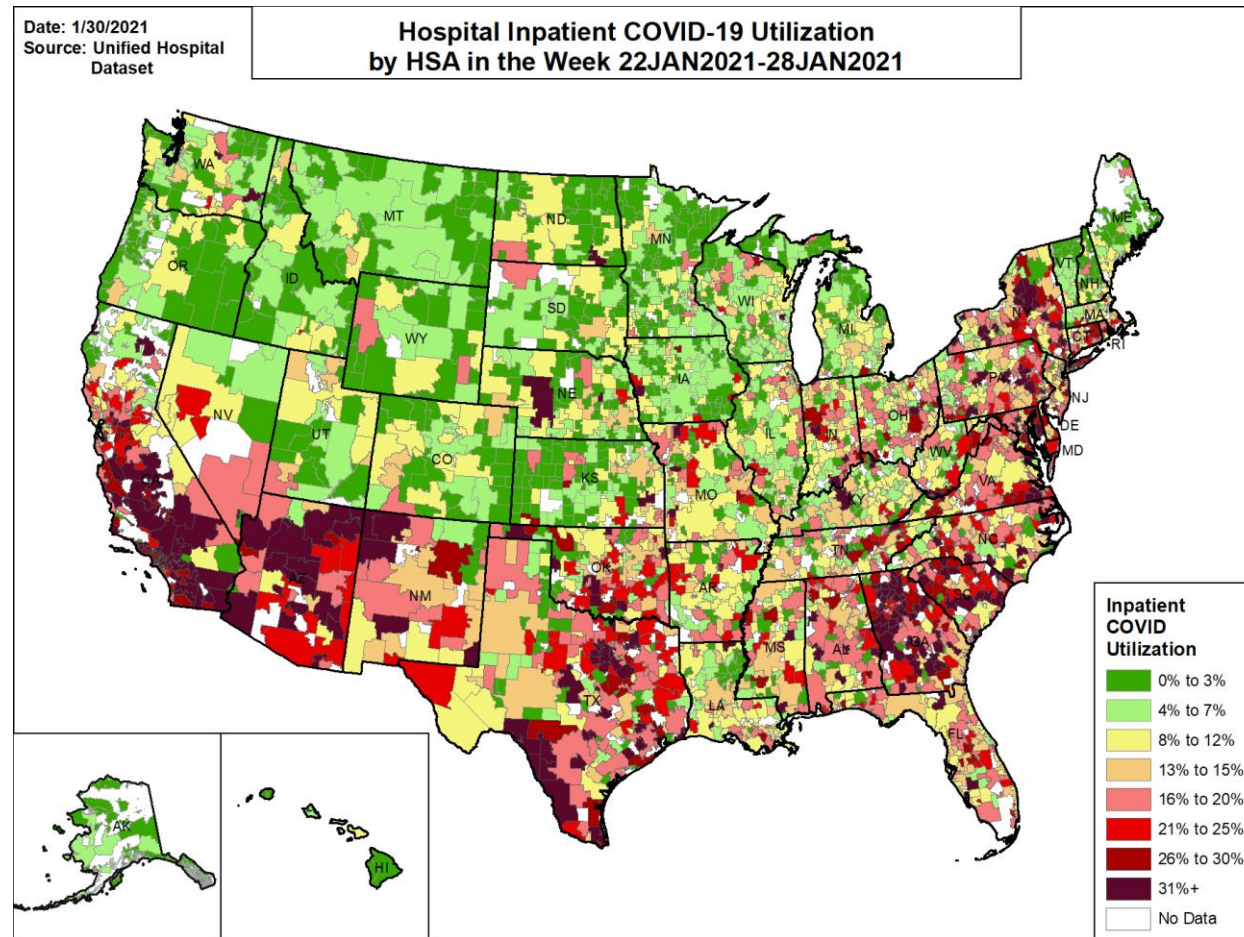 Date: 1/30/2021
Source: Unified Hospital
Dataset
Hospital Inpatient COVID-19 Utilization
by HSA in the Week 22JAN2021-28JAN2021
WA
MT
ND
MN
ME
OR
ID
SD
WI
VT
NH
WY
MI
NY
MA
RI
NE
IA
PA
NV
UT
CO
IL
IN
OH
NJ
DE
MD
KS
MO
KY
WV
VA
CA
AZ
NM
OK
AR
TN
NC
TX
LA
MS
AL
GA
SC
FL
AK
HI
Inpatient
COVID
Utilization
0% to 3%
4% to 7%
8% to 12%
13% to 15%
16% to 20%
21% to 25%
26% to 30%
31%+
No Data